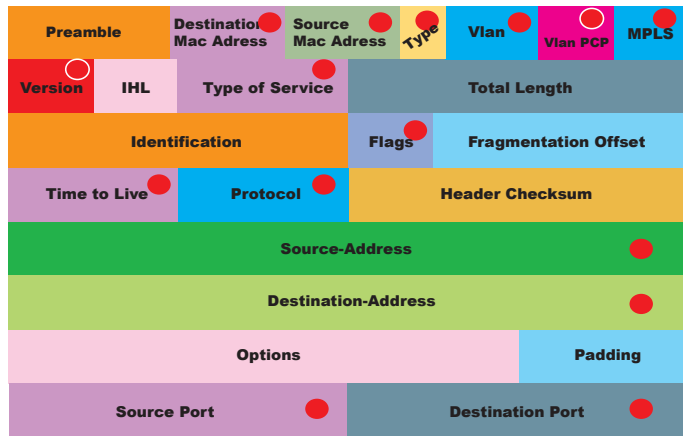 Preamble
Destination
Mac Adress
Source
Mac Adress
Type
Vlan
Vlan PCP
MPLS
Version
IHL
Type of Service
Total Length
Identification
Flags
Fragmentation Offset
Time to Live
Protocol
Header Checksum
Source-Address
Destination-Address
Options
Padding
Source Port
Destination Port